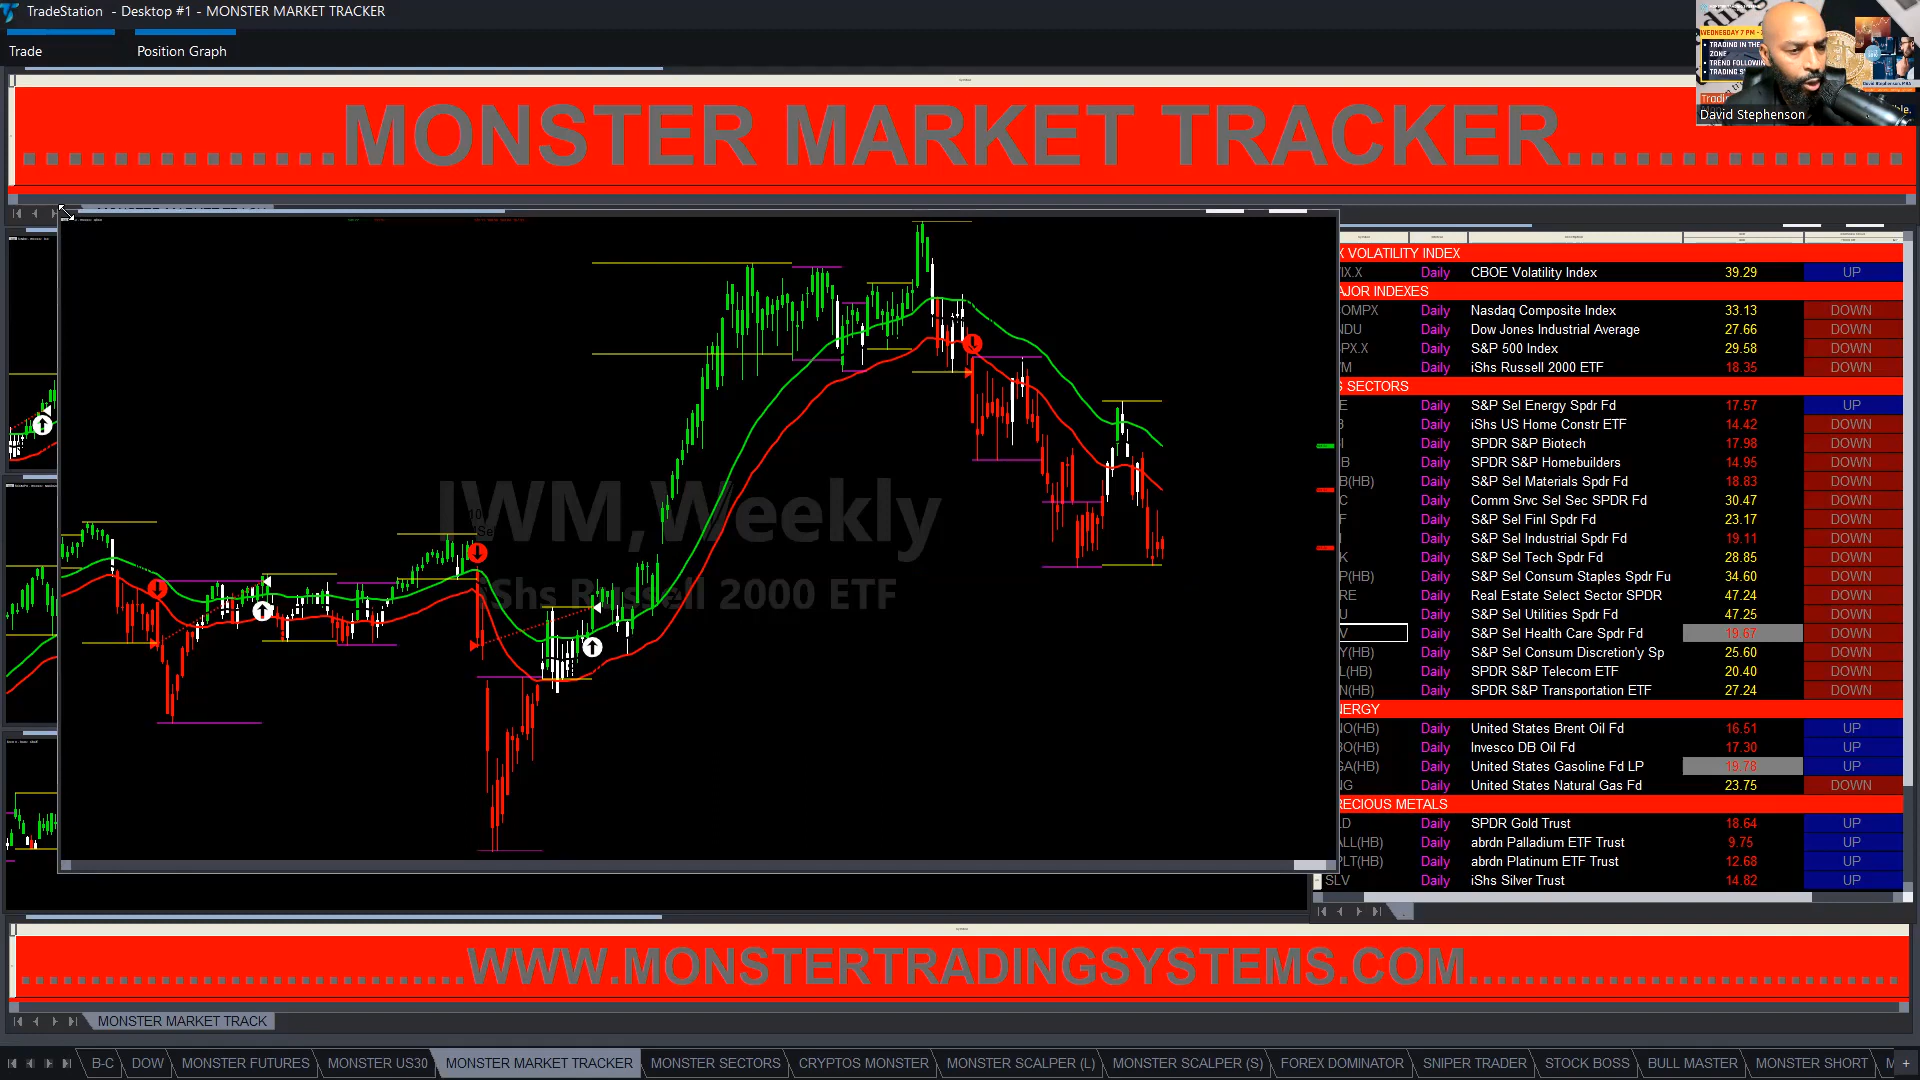 TradeStation - Desktop #1 - MONSTER MARKET TRACKER
Trade
Position Graph
WEDNESDAY 7 PM
TRADING IN THE ZONE
David Stephenson
MONSTER MARKET TRACKER
IWM,Weekly
iShs Russell 2000 ETF
X VOLATILITY INDEX
IX.X Daily CBOE Volatility Index 39.29 UP
AJOR INDEXES
OMPX Daily Nasdaq Composite Index 33.13 DOWN
NDU Daily Dow Jones Industrial Average 27.66 DOWN
PX.X Daily S&P 500 Index 29.58 DOWN
M Daily iShs Russell 2000 ETF 18.35 DOWN
S SECTORS
E Daily S&P Sel Energy Spdr Fd 17.57 UP
B Daily iShs US Home Constr ETF 14.42 DOWN
I Daily SPDR S&P Biotech 17.98 DOWN
B Daily SPDR S&P Homebuilders 14.95 DOWN
B(HB) Daily S&P Sel Materials Spdr Fd 18.83 DOWN
C Daily Comm Srvc Sel Sec SPDR Fd 30.47 DOWN
F Daily S&P Sel Finl Spdr Fd 23.17 DOWN
I Daily S&P Sel Industrial Spdr Fd 19.11 DOWN
K Daily S&P Sel Tech Spdr Fd 28.85 DOWN
P(HB) Daily S&P Sel Consum Staples Spdr Fu 34.60 DOWN
RE Daily Real Estate Select Sector SPDR 47.24 DOWN
U Daily S&P Sel Utilities Spdr Fd 47.25 DOWN
V Daily S&P Sel Health Care Spdr Fd 19.67 DOWN
Y(HB) Daily S&P Sel Consum Discretion'y Sp 25.60 DOWN
L(HB) Daily SPDR S&P Telecom ETF 20.40 DOWN
N(HB) Daily SPDR S&P Transportation ETF 27.24 DOWN
NERGY
NO(HB) Daily United States Brent Oil Fd 16.51 UP
BO(HB) Daily Invesco DB Oil Fd 17.30 UP
GA(HB) Daily United States Gasoline Fd LP 19.78 UP
NG Daily United States Natural Gas Fd 23.75 DOWN
RECIOUS METALS
LD Daily SPDR Gold Trust 18.64 UP
ALL(HB) Daily abrdn Palladium ETF Trust 9.75 UP
PLT(HB) Daily abrdn Platinum ETF Trust 12.68 UP
SLV Daily iShs Silver Trust 14.82 UP
WWW.MONSTERTRADINGSYSTEMS.COM
MONSTER MARKET TRACK
B-C DOW MONSTER FUTURES MONSTER US30 MONSTER MARKET TRACKER MONSTER SECTORS CRYPTOS MONSTER MONSTER SCALPER (L) MONSTER SCALPER (S) FOREX DOMINATOR SNIPER TRADER STOCK BOSS BULL MASTER MONSTER SHORT